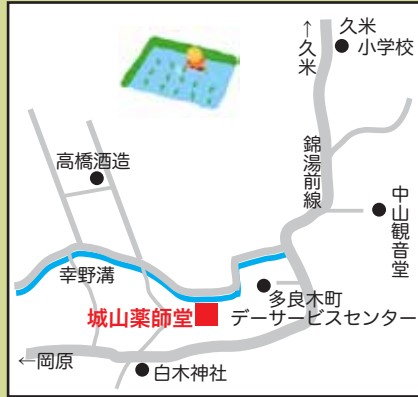 ↑久米
久米
小学校
錦湯前線
高橋酒造
中山観音堂
幸野溝
城山薬師堂
多良木町
デーサービスセンター
←岡原
白木神社